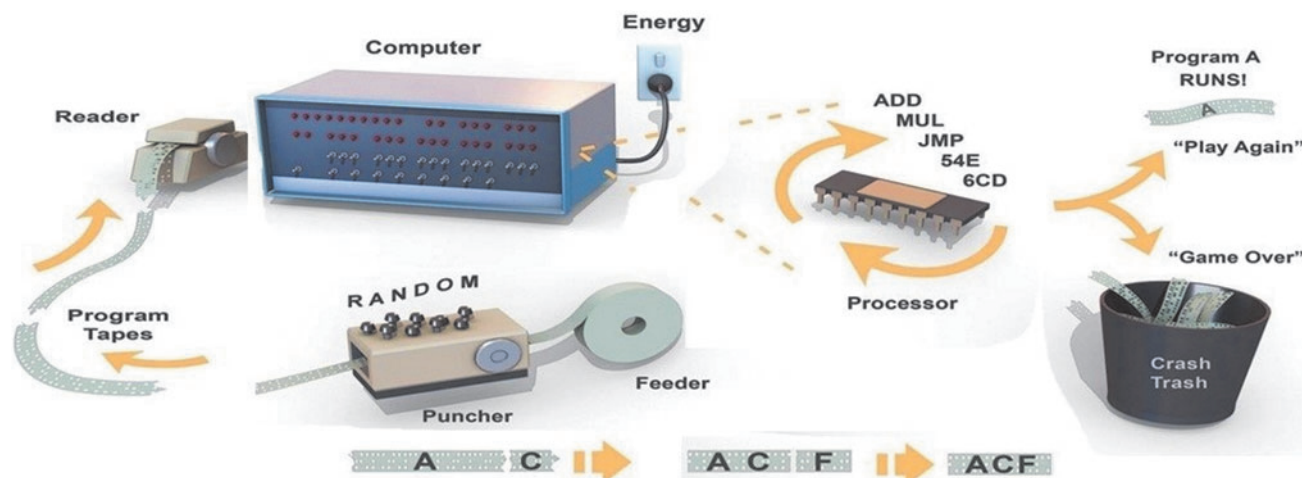 Energy
Computer
Program A
RUNS!
A
Reader
ADD
MUL
JMP
54E
6CD
"Play Again"
"Game Over"
RANDOM
Processor
Program
Tapes
Feeder
Crash
Trash
Puncher
A C A C F ACF